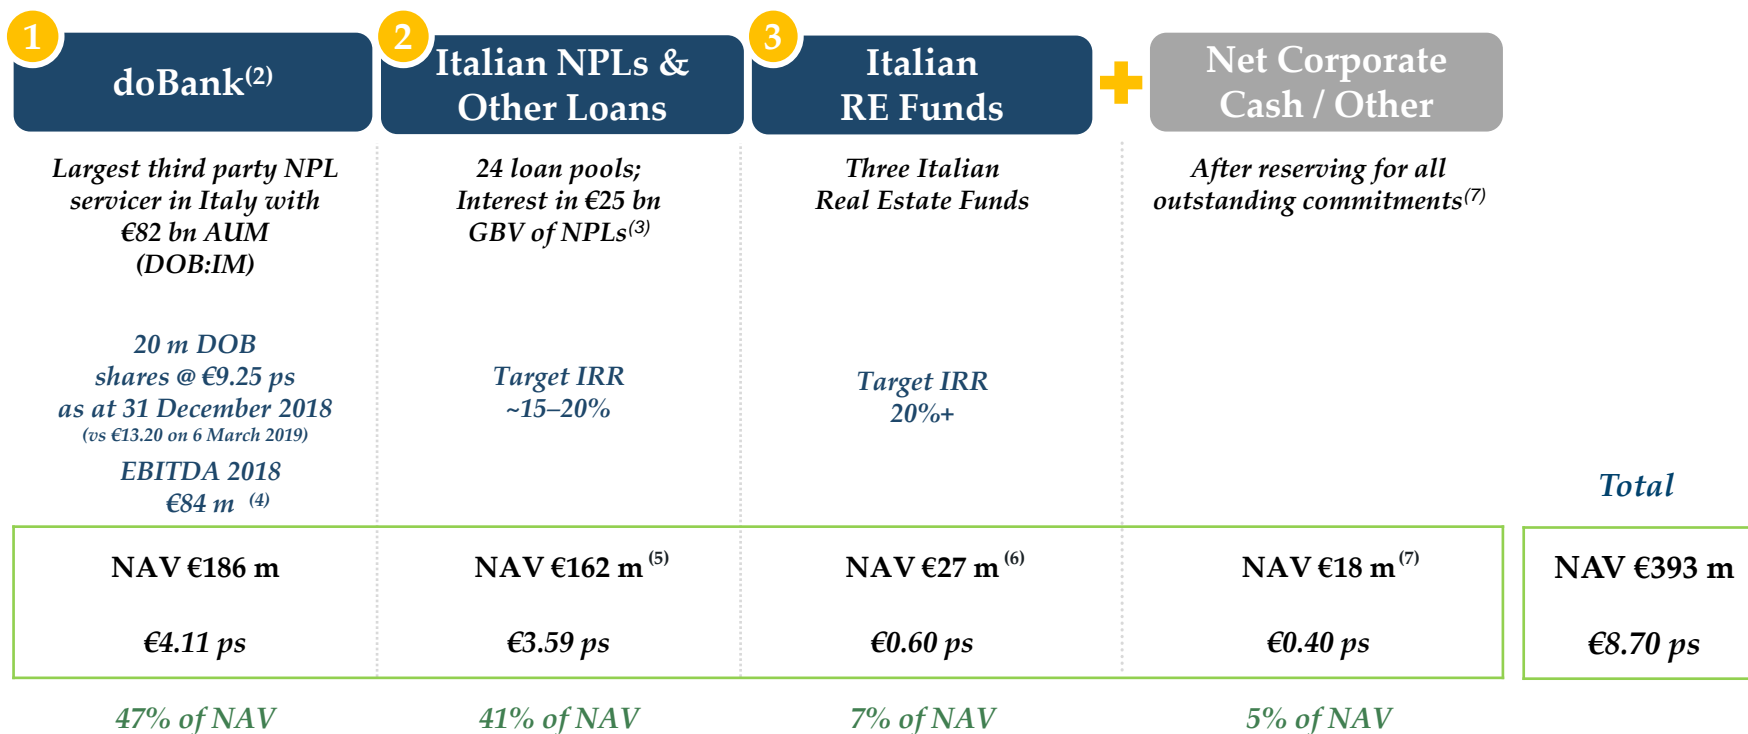 1
doBank(2)
Largest third party NPL
servicer in Italy with
€82 bn AUM
(DOB:IM)
20 m DOB
shares @ €9.25 ps
as at 31 December 2018
(vs €13.20 on 6 March 2019)
EBITDA 2018
€84 m (4)
NAV €186 m
€4.11 ps
47% of NAV
2
Italian NPLs &
Other Loans
24 loan pools;
Interest in €25 bn
GBV of NPLs(3)
Target IRR
~15–20%
NAV €162 m (5)
€3.59 ps
41% of NAV
3
Italian
RE Funds
Three Italian
Real Estate Funds
Target IRR
20%+
NAV €27 m (6)
€0.60 ps
7% of NAV
Net Corporate
Cash / Other
After reserving for all
outstanding commitments(7)
NAV €18 m (7)
€0.40 ps
5% of NAV
Total
NAV €393 m
€8.70 ps